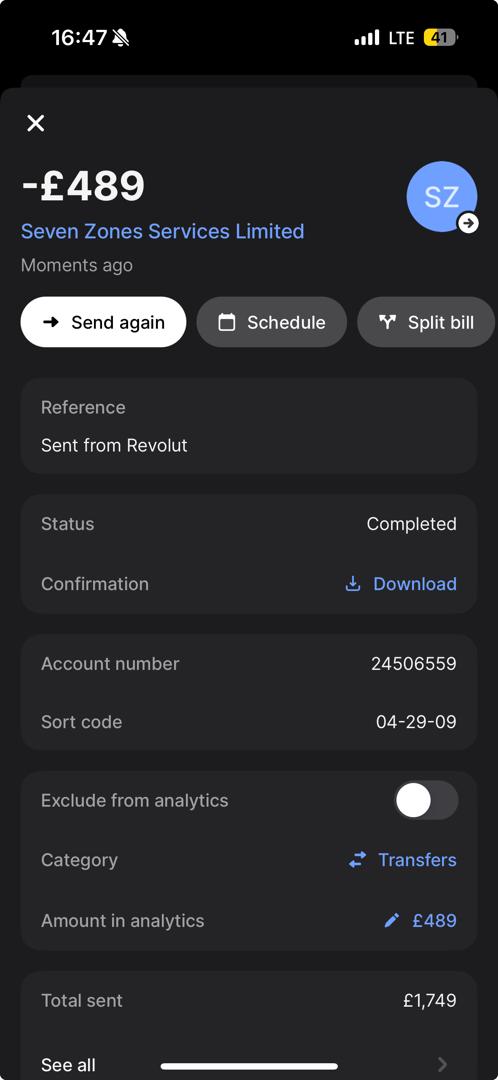 16:47
LTE
41
-£489
SZ
Seven Zones Services Limited
Moments ago
Send again
Schedule
Split bill
Reference
Sent from Revolut
Status
Completed
Confirmation
Download
Account number
24506559
Sort code
04-29-09
Exclude from analytics
Category
Transfers
Amount in analytics
£489
Total sent
£1,749
See all